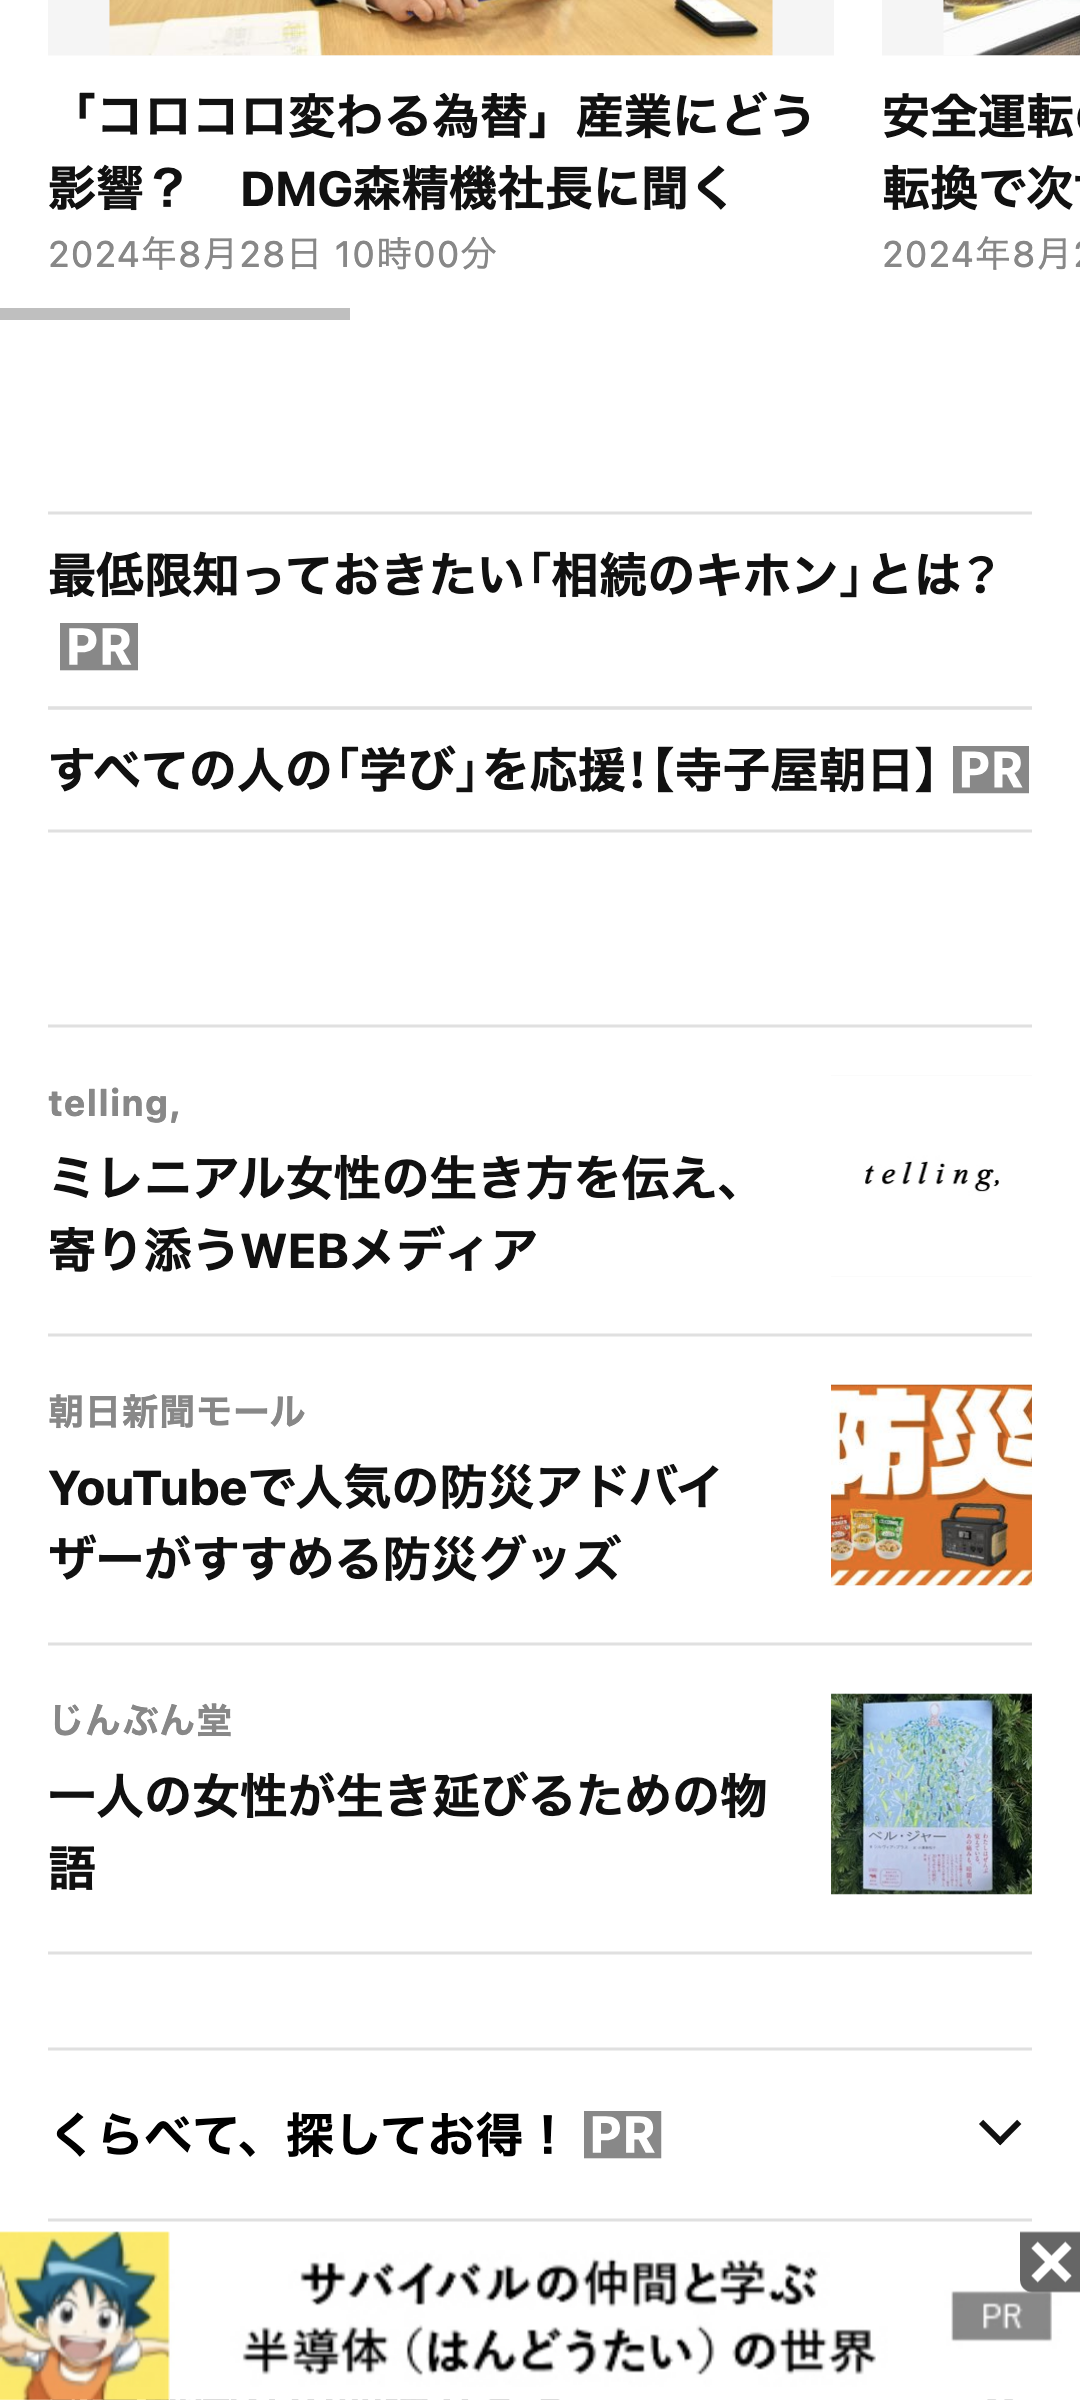 「コロコロ変わる為替」産業にどう
影響？　DMG森精機社長に聞く
2024年8月28日 10時00分
安全運転
転換で次
2024年8月
最低限知っておきたい「相続のキホン」とは？
PR
すべての人の「学び」を応援！【寺子屋朝日】 PR
telling,
ミレニアル女性の生き方を伝え、
寄り添うWEBメディア
telling,
朝日新聞モール
YouTubeで人気の防災アドバイ
ザーがすすめる防災グッズ
防災
じんぶん堂
一人の女性が生き延びるための物
語
ベル・ジャー
くらべて、探してお得！ PR
サバイバルの仲間と学ぶ
半導体（はんどうたい）の世界
PR